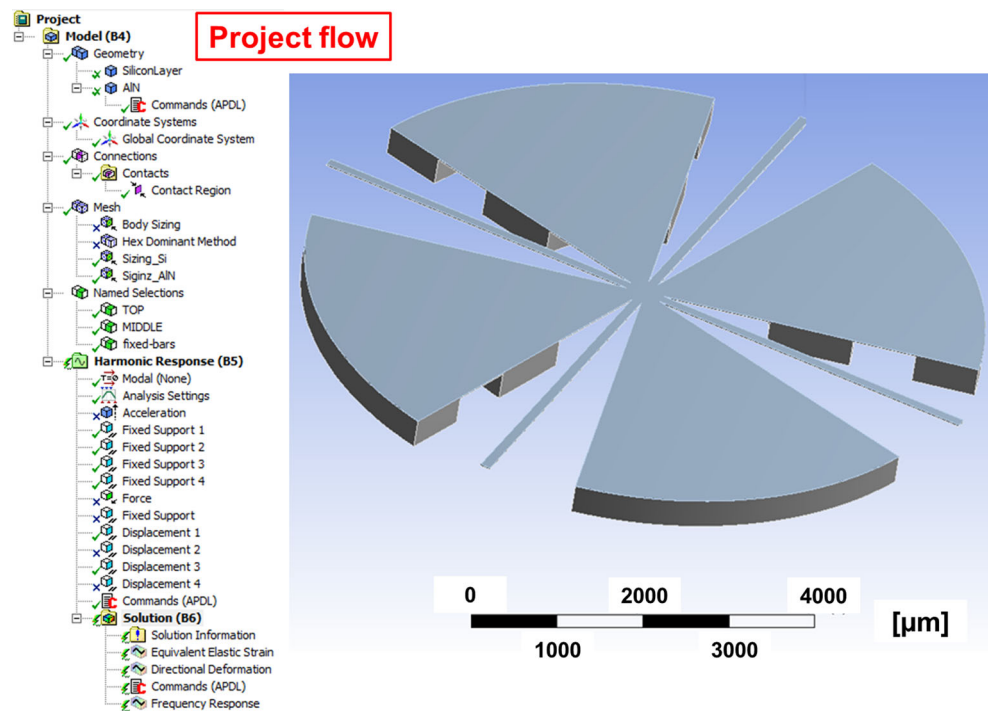 Project
Model (B4)
Project flow
Geometry
SiliconLayer
AlN
Commands (APDL)
Coordinate Systems
Global Coordinate System
Connections
Contacts
Contact Region
Mesh
Body Sizing
Hex Dominant Method
Sizing_Si
Siginz_AlN
Named Selections
TOP
MIDDLE
fixed-bars
Harmonic Response (B5)
T=0 Modal (None)
Analysis Settings
Acceleration
Fixed Support 1
Fixed Support 2
Fixed Support 3
Fixed Support 4
Force
Fixed Support
Displacement 1
Displacement 2
Displacement 3
Displacement 4
Commands (APDL)
Solution (B6)
Solution Information
Equivalent Elastic Strain
Directional Deformation
Commands (APDL)
Frequency Response
0 2000 4000
[µm]
1000 3000